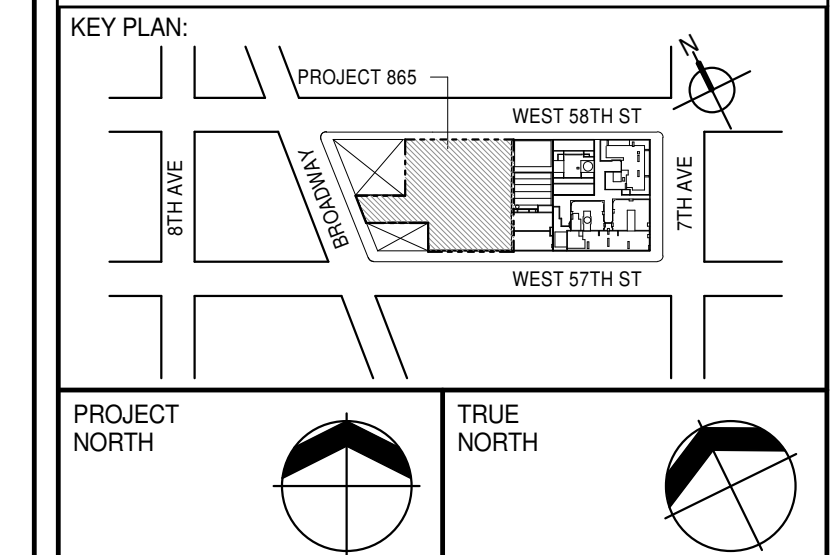 KEY PLAN:
PROJECT 865
N
WEST 58TH ST
8TH AVE
BROADWAY
7TH AVE
WEST 57TH ST
PROJECT
NORTH
TRUE
NORTH